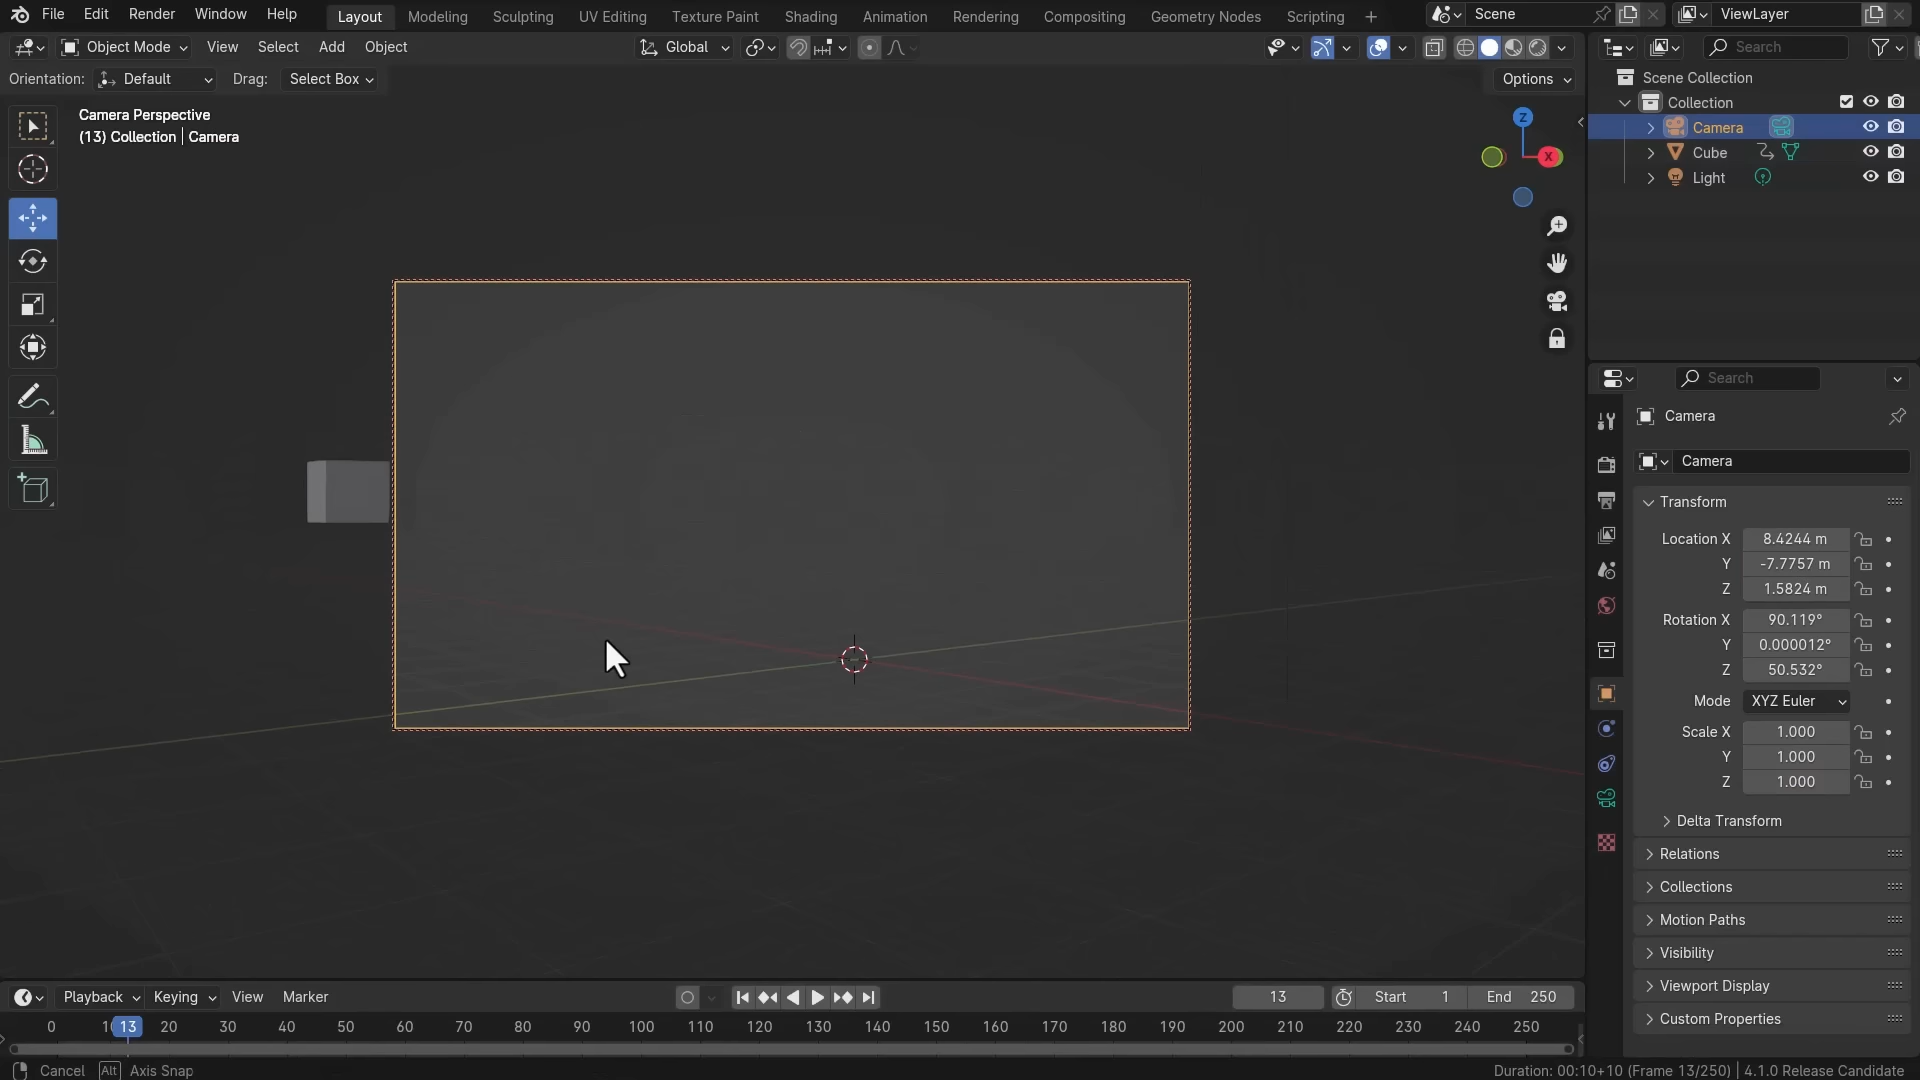 File Edit Render Window Help
Layout Modeling Sculpting UV Editing Texture Paint Shading Animation Rendering Compositing Geometry Nodes Scripting +
Scene
ViewLayer
Object Mode View Select Add Object
Global
Search
Orientation: Default Drag: Select Box
Options
Camera Perspective
(13) Collection | Camera
Z
X
Scene Collection
Collection
Camera
Cube
Light
Search
Camera
Camera
Transform
Location X 8.4244 m
Y -7.7757 m
Z 1.5824 m
Rotation X 90.119°
Y 0.000012°
Z 50.532°
Mode XYZ Euler
Scale X 1.000
Y 1.000
Z 1.000
Delta Transform
Relations
Collections
Motion Paths
Visibility
Viewport Display
Custom Properties
Playback Keying View Marker
13
Start 1
End 250
0 13 20 30 40 50 60 70 80 90 100 110 120 130 140 150 160 170 180 190 200 210 220 230 240 250
Cancel Alt Axis Snap
Duration: 00:10+10 (Frame 13/250) | 4.1.0 Release Candidate